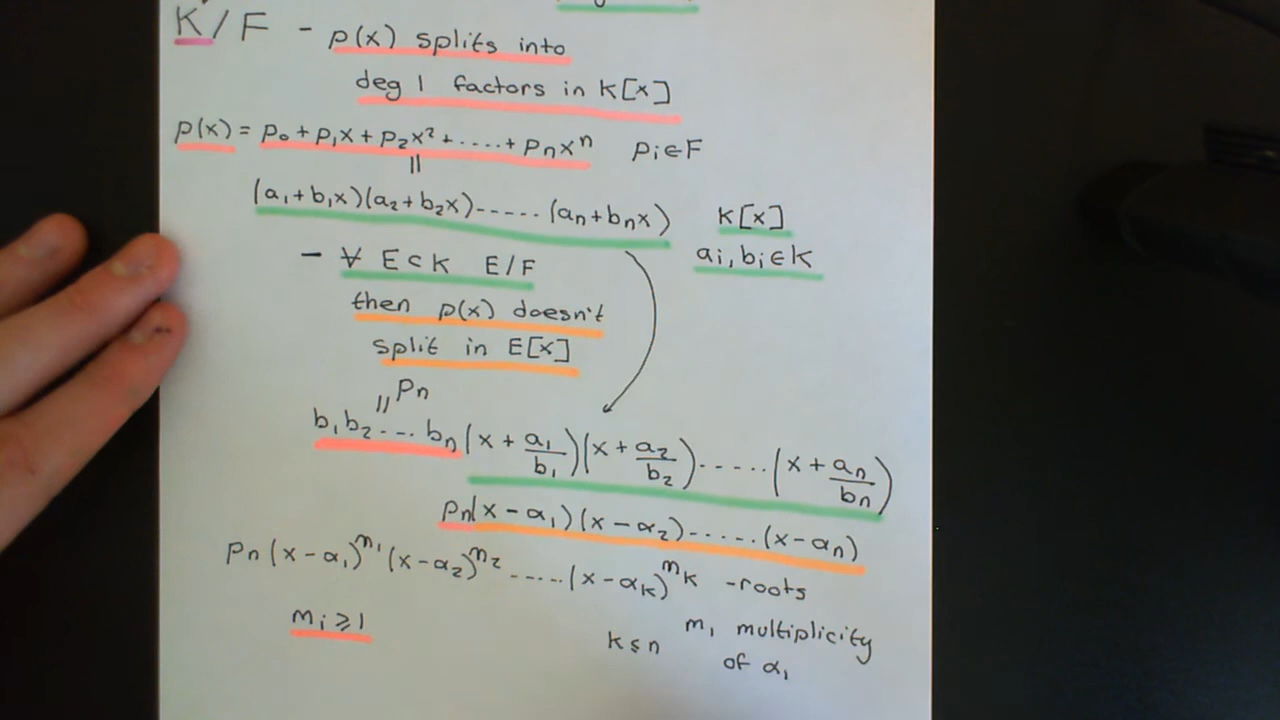 K/F - p(x) splits into
deg 1 factors in K[x]
p(x) = p₀ + p₁x + p₂x² + ..... + pₙxⁿ pᵢ∈F
||
(a₁+b₁x)(a₂+b₂x)------ (aₙ+bₙx) K[x]
- ∀ E⊂K E/F aᵢ,bᵢ∈K
then p(x) doesn't
split in E[x]
|| pₙ
b₁b₂---bₙ(x + a₁/b₁)(x + a₂/b₂)------(x + aₙ/bₙ)
pₙ(x-α₁)(x-α₂)------(x-αₙ)
pₙ(x-α₁)^m₁(x-α₂)^m₂ -----(x-α_K)^m_K -roots
mᵢ⩾1 k≤n m₁ multiplicity
of α₁